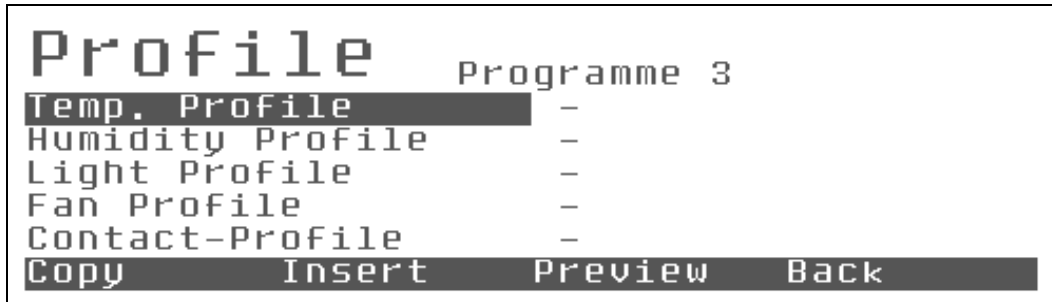 Profile Programme 3
Temp. Profile –
Humidity Profile –
Light Profile –
Fan Profile –
Contact-Profile –
Copy Insert Preview Back